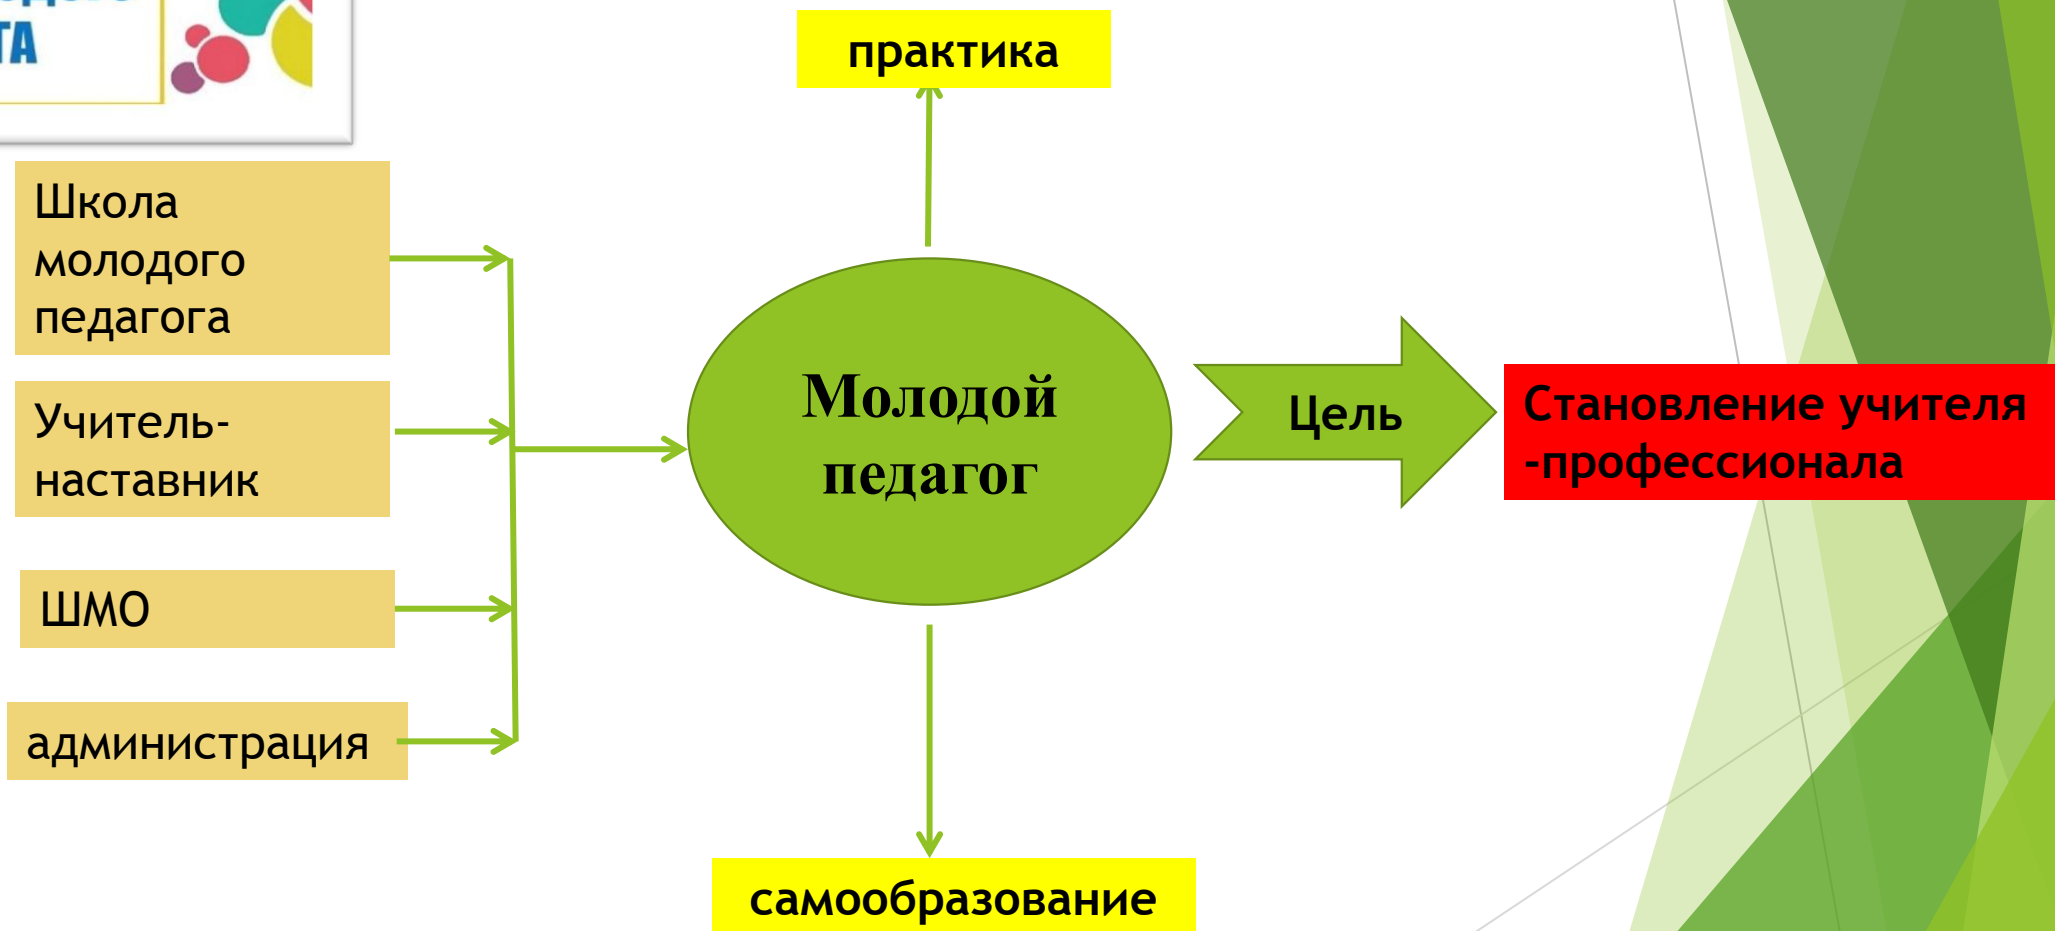 практика
Школа
молодого
педагога
Учитель-
наставник
ШМО
администрация
Молодой
педагог
Цель
Становление учителя
-профессионала
самообразование